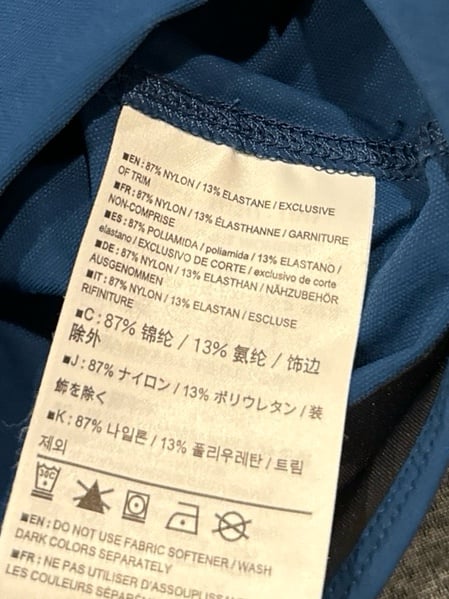 ■EN : 87% NYLON / 13% ELASTANE / EXCLUSIVE
OF TRIM
■FR : 87% NYLON / 13% ÉLASTHANNE / GARNITURE
NON-COMPRISE
■ES : 87% POLIAMIDA / poliamida / 13% ELASTANO /
elastano / EXCLUSIVO DE CORTE / exclusivo de corte
■DE : 87% NYLON / 13% ELASTHAN / NÄHZUBEHÖR
AUSGENOMMEN
■IT : 87% NYLON / 13% ELASTAN / ESCLUSE
RIFINITURE
■C : 87% 锦纶 / 13% 氨纶 / 饰边
除外
■J : 87% ナイロン / 13% ポリウレタン / 装
飾を除く
■K : 87% 나일론 / 13% 폴리우레탄 / 트림
제외
30C
■EN : DO NOT USE FABRIC SOFTENER / WASH
DARK COLORS SEPARATELY
■FR : NE PAS UTILISER D'ASSOUPLISSA
LES COULEURS SÉPARÉ